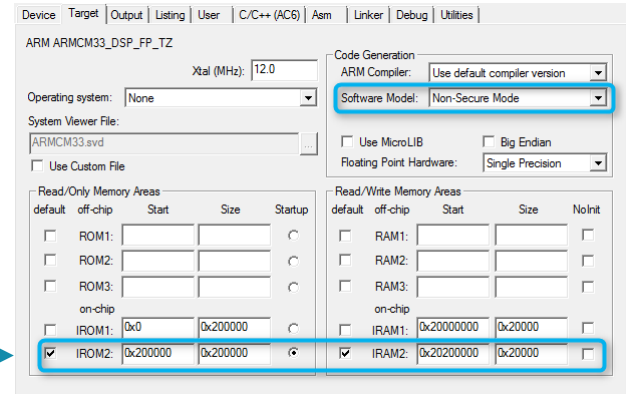 Device Target Output Listing User C/C++ (AC6) Asm Linker Debug Utilities
ARM ARMCM33_DSP_FP_TZ
Xtal (MHz): 12.0
Operating system: None
System Viewer File:
ARMCM33.svd ...
Use Custom File
Code Generation
ARM Compiler: Use default compiler version
Software Model: Non-Secure Mode
Use MicroLIB Big Endian
Floating Point Hardware: Single Precision
Read/Only Memory Areas
default off-chip Start Size Startup
ROM1:
ROM2:
ROM3:
on-chip
IROM1: 0x0 0x200000
IROM2: 0x200000 0x200000
Read/Write Memory Areas
default off-chip Start Size NoInit
RAM1:
RAM2:
RAM3:
on-chip
IRAM1: 0x20000000 0x20000
IRAM2: 0x20200000 0x20000